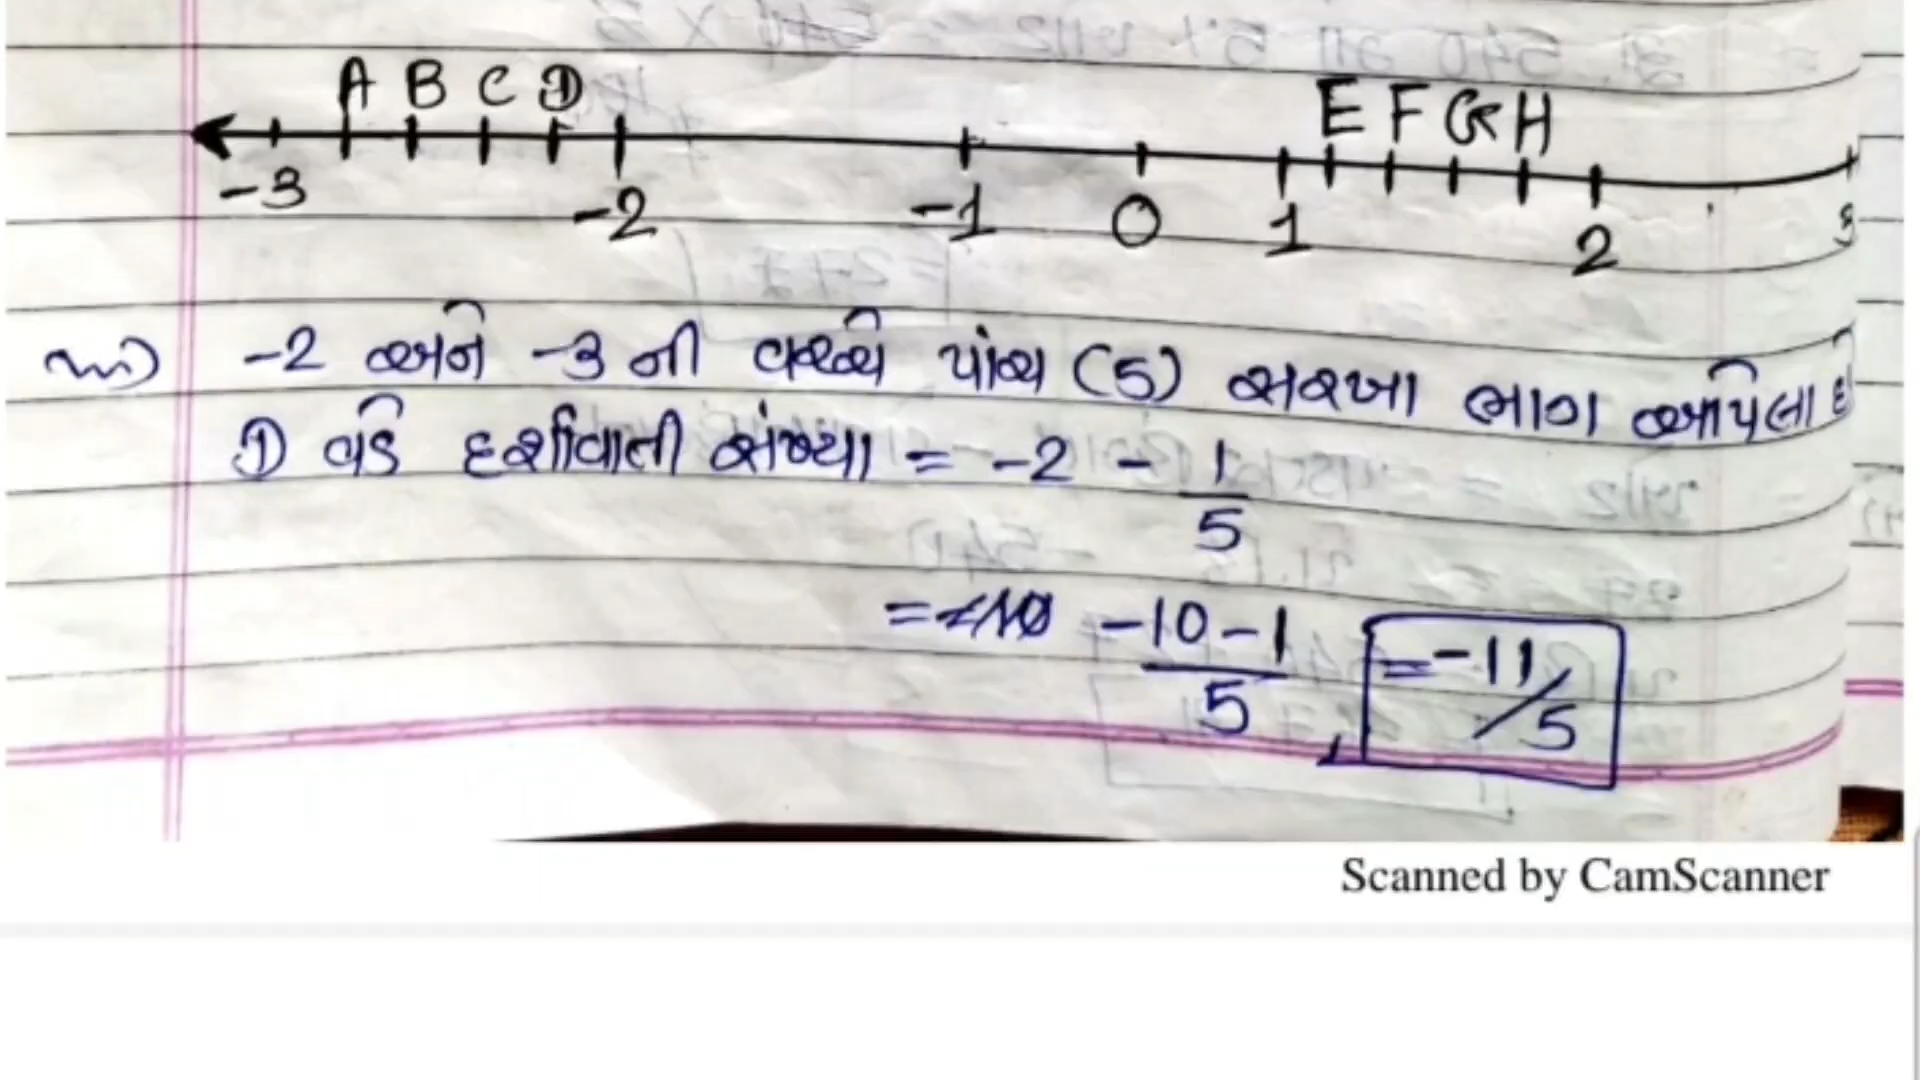 A B C D E F G H
-3 -2 -1 0 1 2 3
-2 અને -3 ની વચ્ચે પાંચ (5) સરખા ભાગ આપેલા છે
D વડે દર્શાવાતી સંખ્યા = -2 - 1/5
= -10-1/5, = -11/5
Scanned by CamScanner